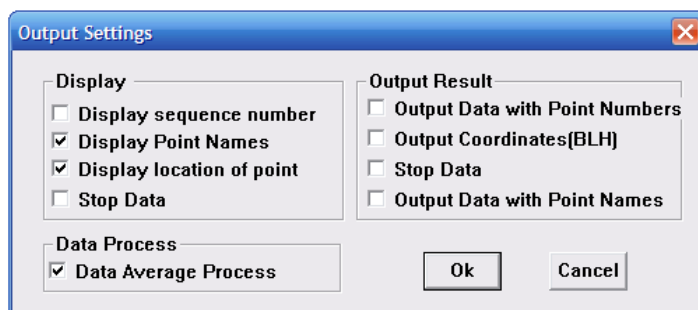 Output Settings
Display
Display sequence number
Display Point Names
Display location of point
Stop Data
Output Result
Output Data with Point Numbers
Output Coordinates(BLH)
Stop Data
Output Data with Point Names
Data Process
Data Average Process
Ok
Cancel